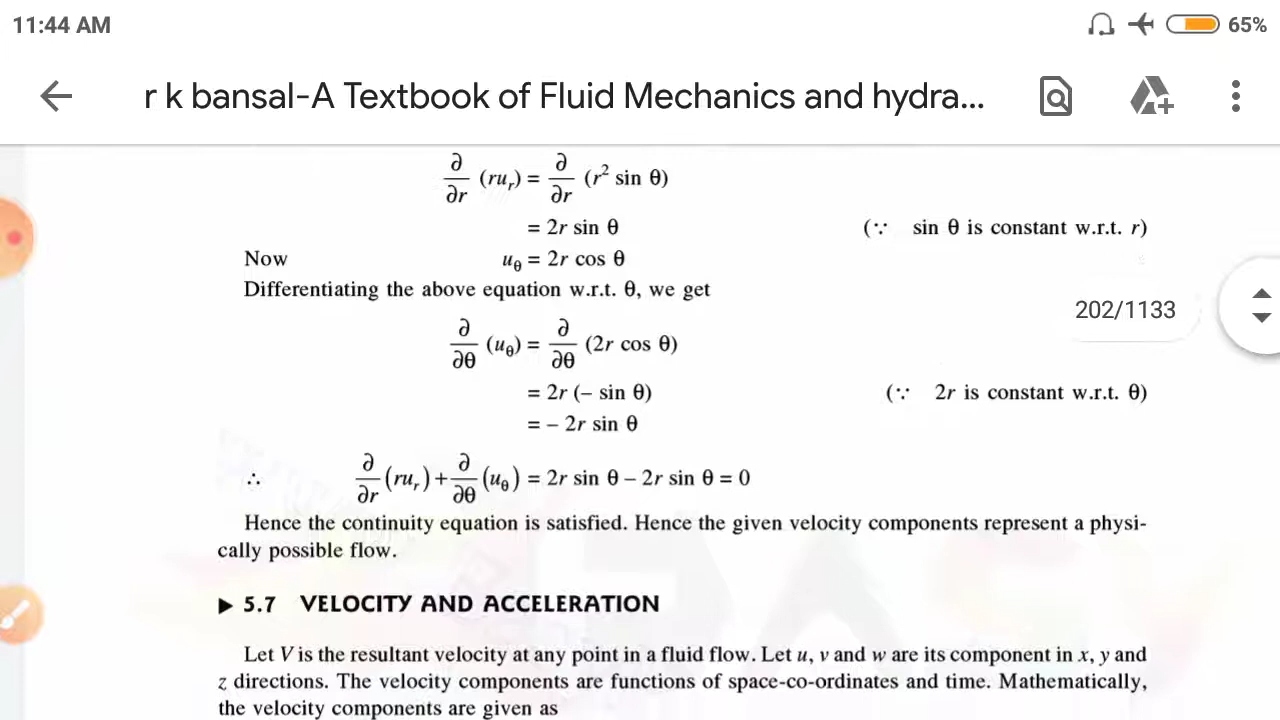 11:44 AM
65%
r k bansal-A Textbook of Fluid Mechanics and hydra...
∂/∂r (ru_r) = ∂/∂r (r² sin θ)
= 2r sin θ (∵ sin θ is constant w.r.t. r)
Now u_θ = 2r cos θ
Differentiating the above equation w.r.t. θ, we get
202/1133
∂/∂θ (u_θ) = ∂/∂θ (2r cos θ)
= 2r (– sin θ) (∵ 2r is constant w.r.t. θ)
= – 2r sin θ
∴ ∂/∂r (ru_r) + ∂/∂θ (u_θ) = 2r sin θ – 2r sin θ = 0
Hence the continuity equation is satisfied. Hence the given velocity components represent a physi-
cally possible flow.
▶ 5.7 VELOCITY AND ACCELERATION
Let V is the resultant velocity at any point in a fluid flow. Let u, v and w are its component in x, y and
z directions. The velocity components are functions of space-co-ordinates and time. Mathematically,
the velocity components are given as